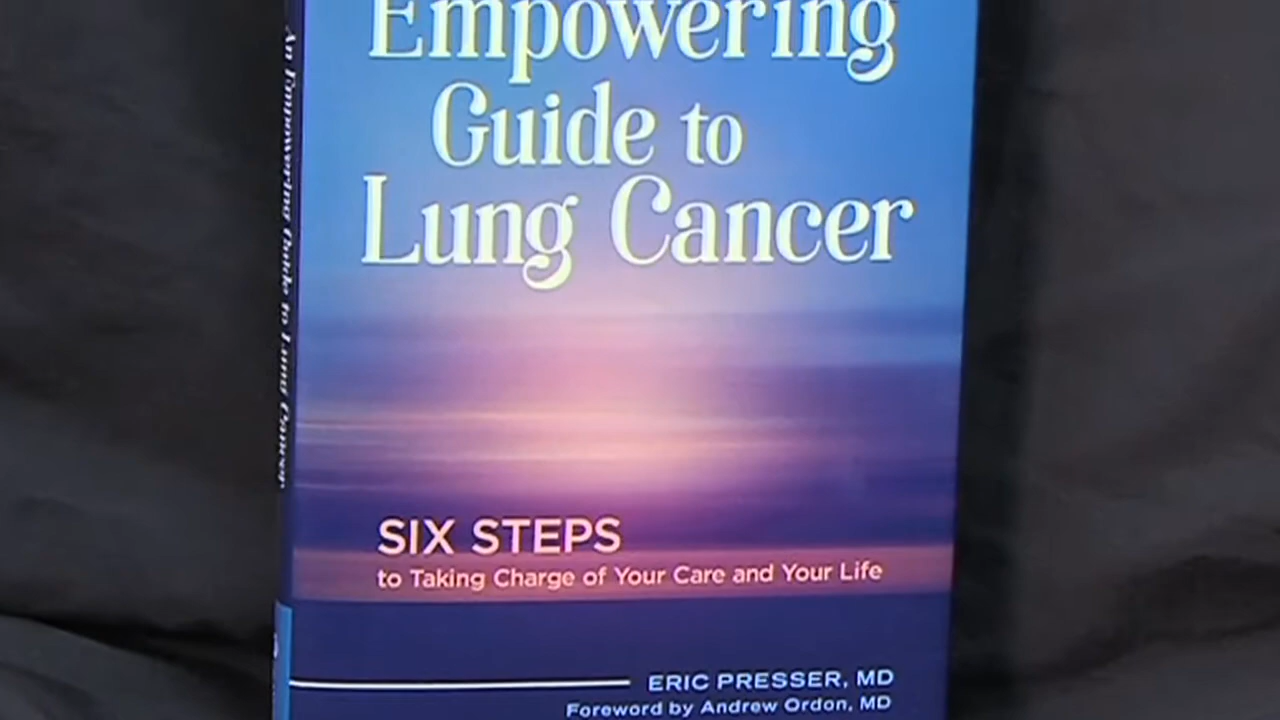 Empowering
Guide to
Lung Cancer
SIX STEPS
to Taking Charge of Your Care and Your Life
ERIC PRESSER, MD
Foreword by Andrew Ordon, MD
An Empowering Guide to Lung Cancer